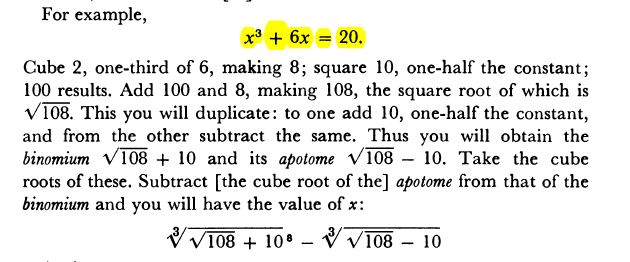 For example,
x³ + 6x = 20.
Cube 2, one-third of 6, making 8; square 10, one-half the constant;
100 results. Add 100 and 8, making 108, the square root of which is
√108. This you will duplicate: to one add 10, one-half the constant,
and from the other subtract the same. Thus you will obtain the
binomium √108 + 10 and its apotome √108 − 10. Take the cube
roots of these. Subtract [the cube root of the] apotome from that of the
binomium and you will have the value of x:
∛√108 + 10⁸ − ∛√108 − 10